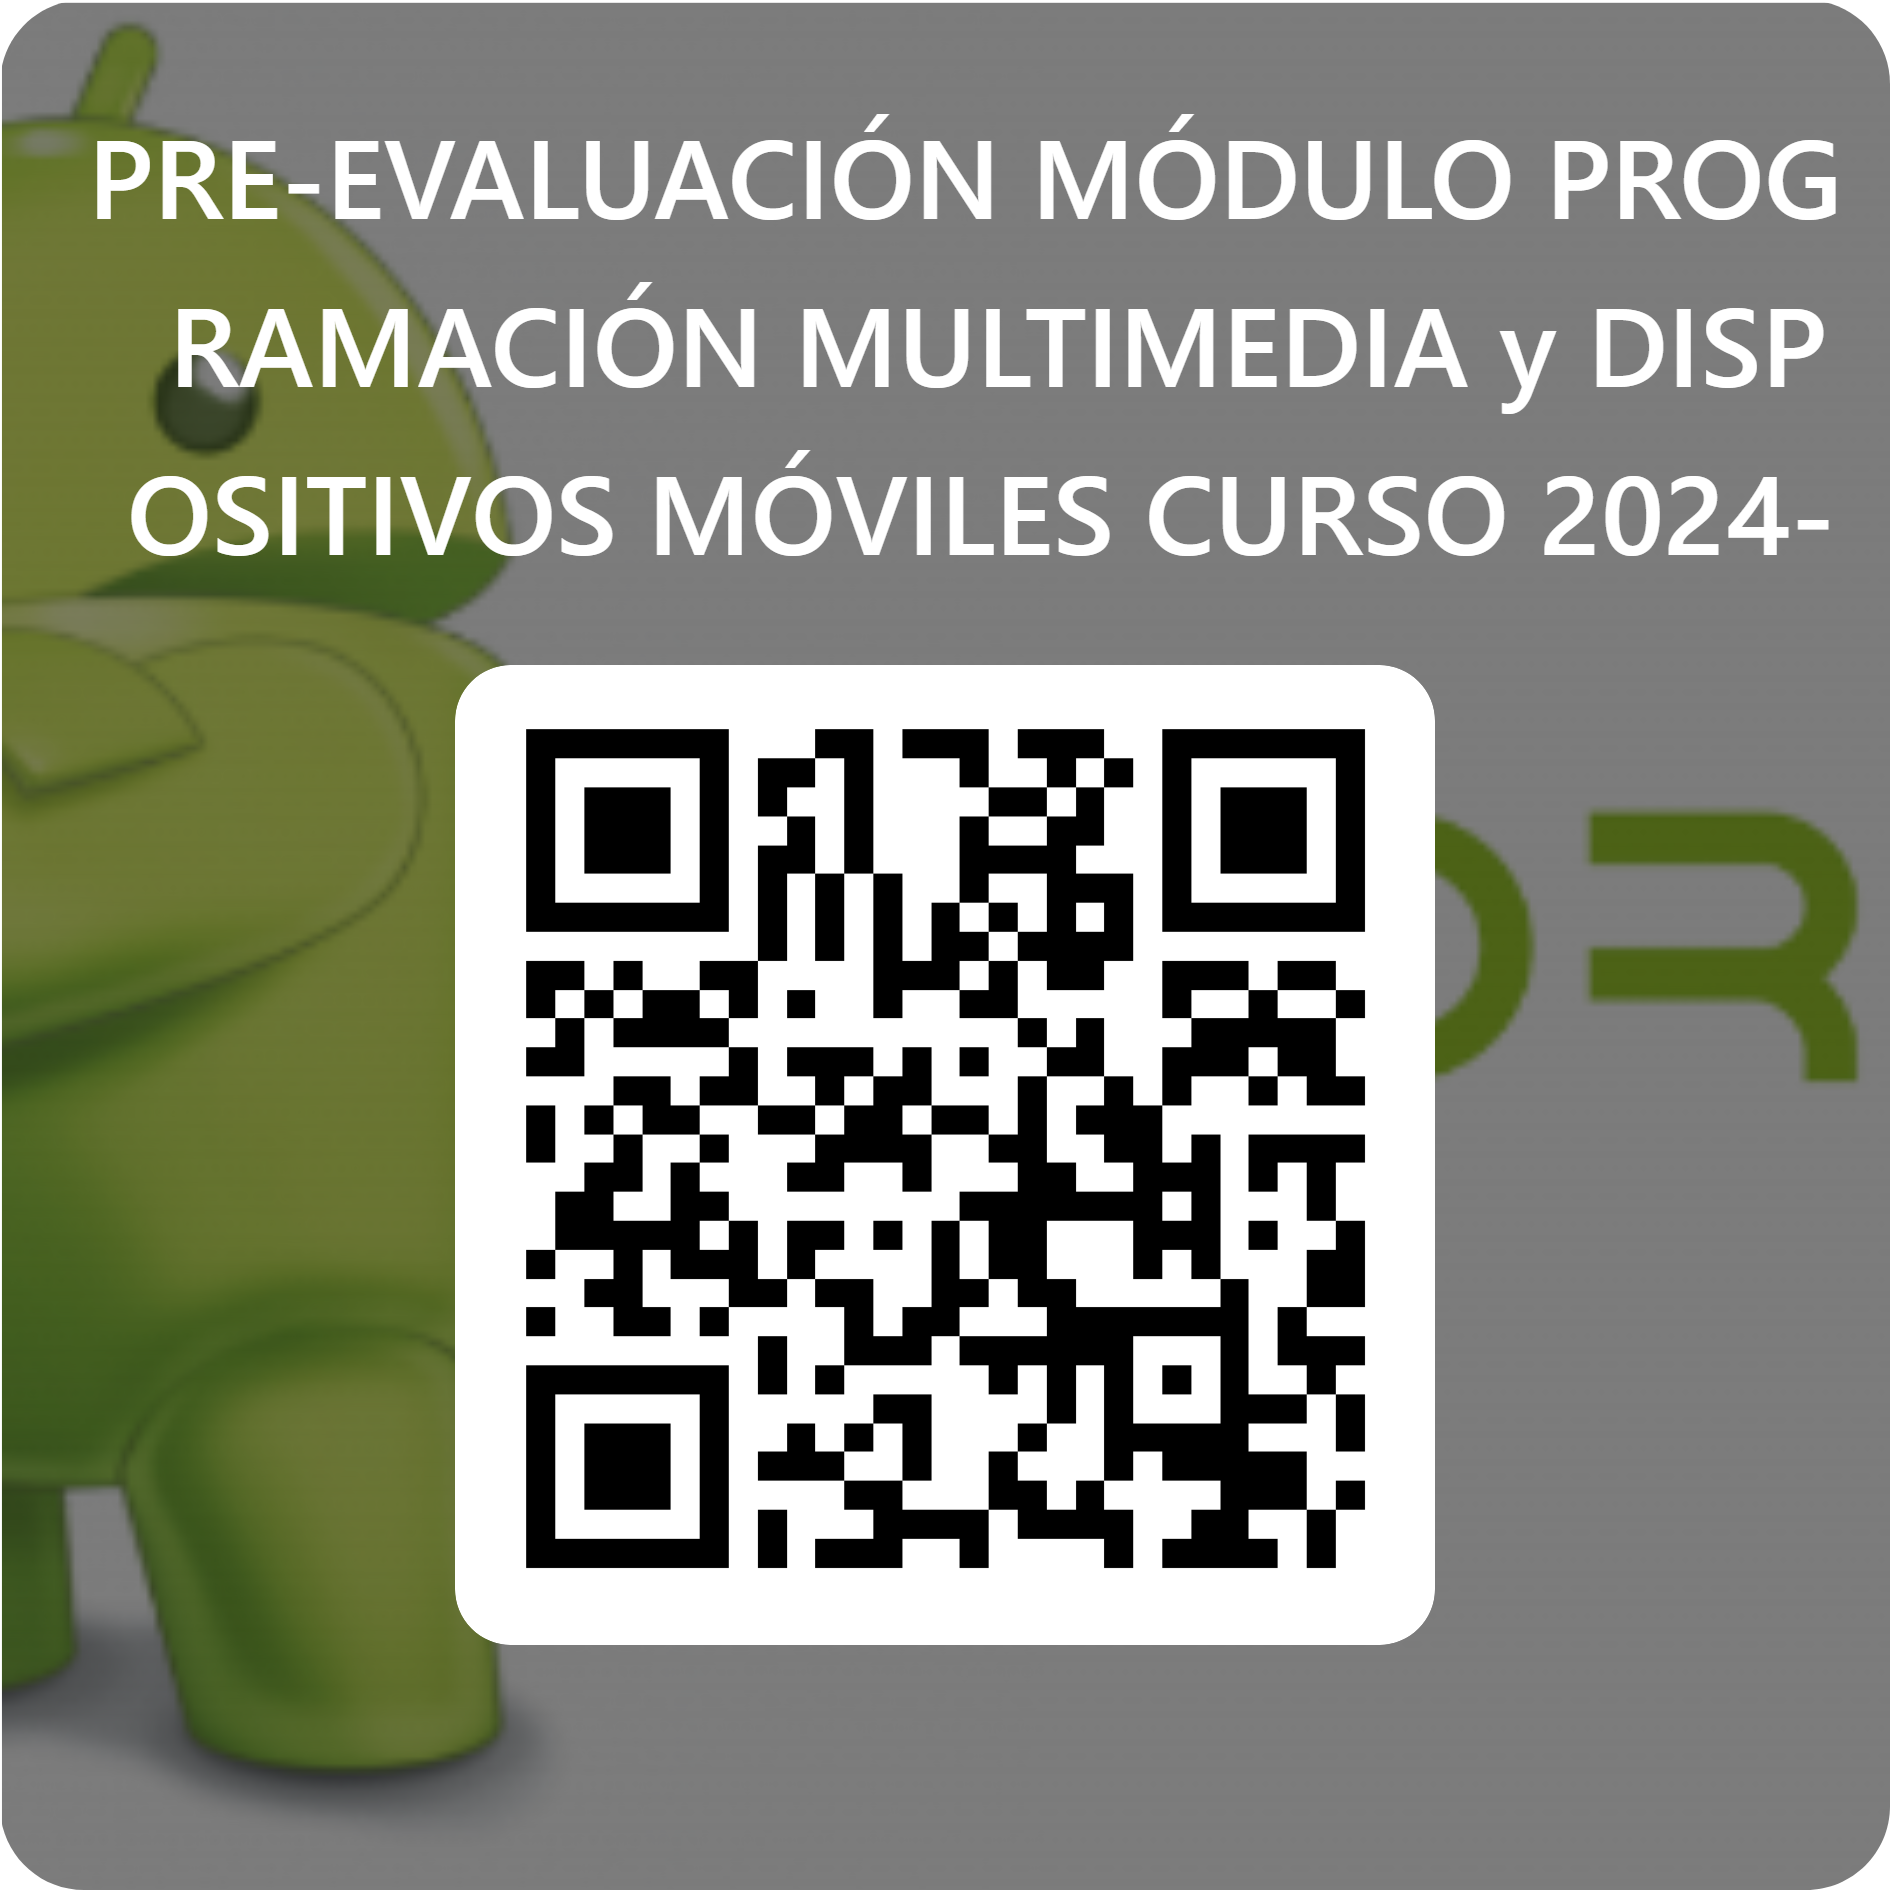 PRE-EVALUACIÓN MÓDULO PROG
RAMACIÓN MULTIMEDIA y DISP
OSITIVOS MÓVILES CURSO 2024-
R